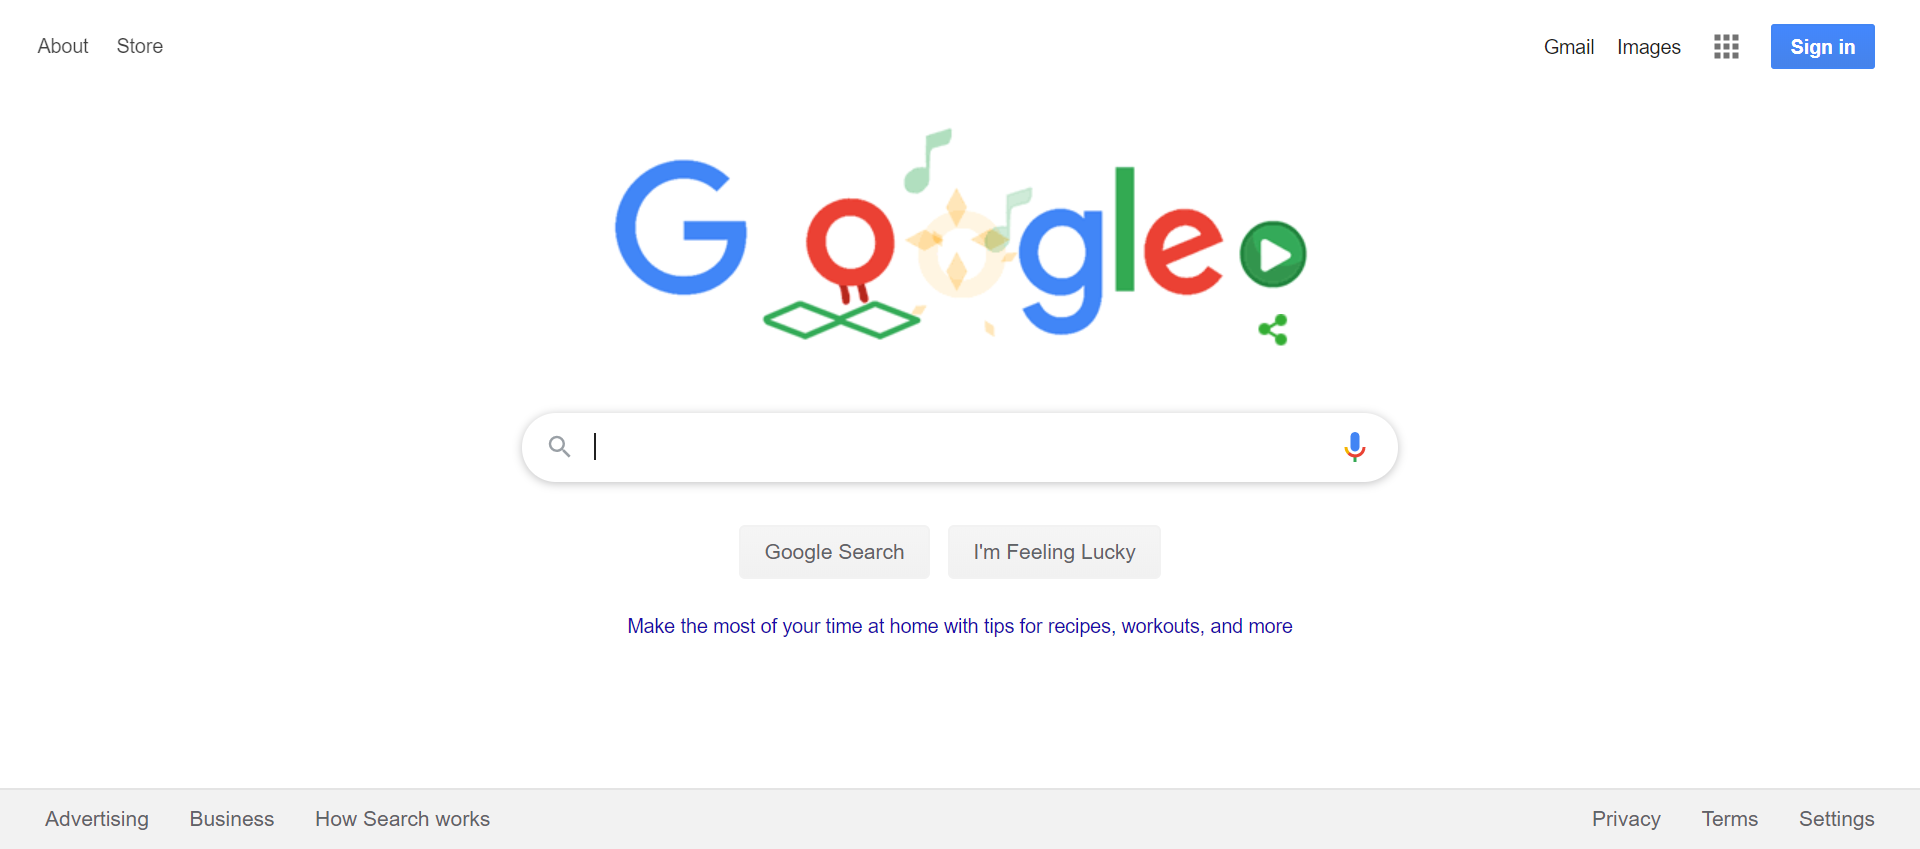 About Store
Gmail Images Sign in
Google
Google Search I'm Feeling Lucky
Make the most of your time at home with tips for recipes, workouts, and more
Advertising Business How Search works
Privacy Terms Settings